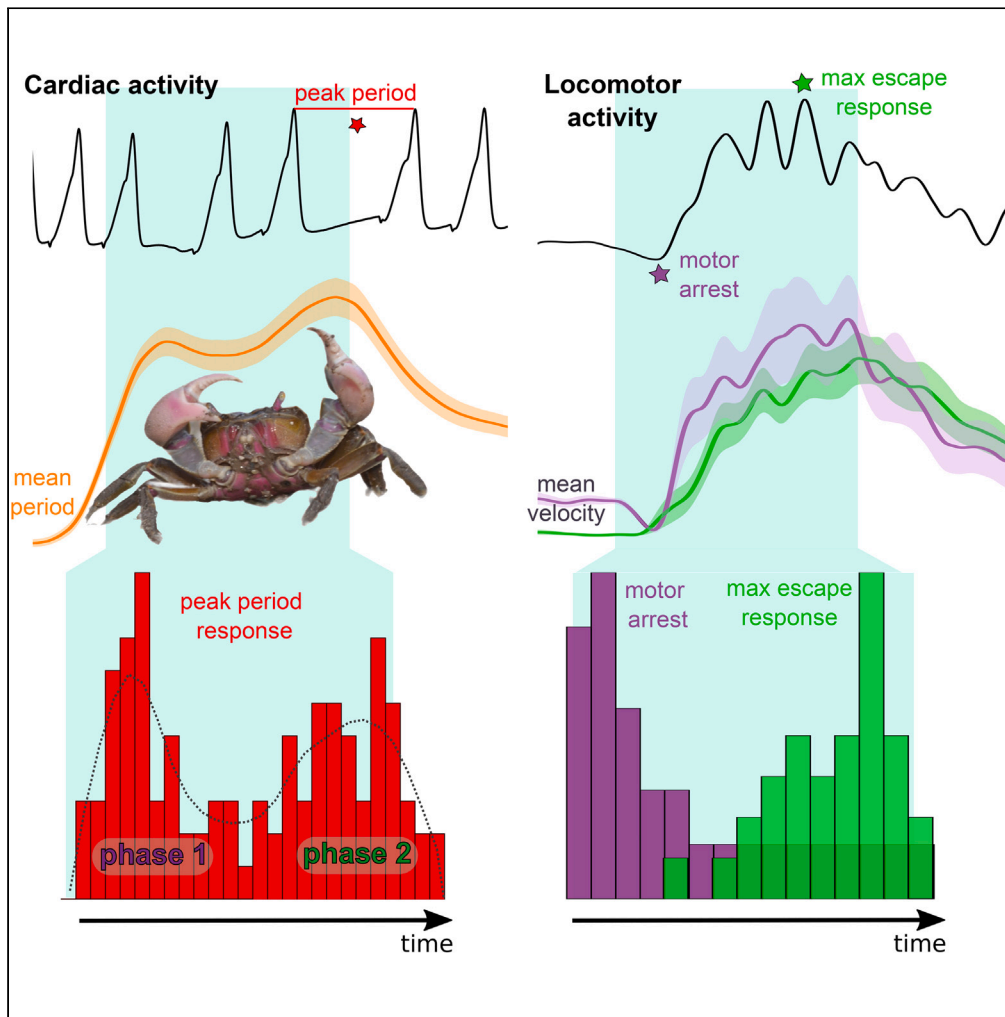 Cardiac activity
peak period
mean
period
peak period
response
phase 1
phase 2
time
Locomotor
activity
max escape
response
motor
arrest
mean
velocity
motor
arrest
max escape
response
time